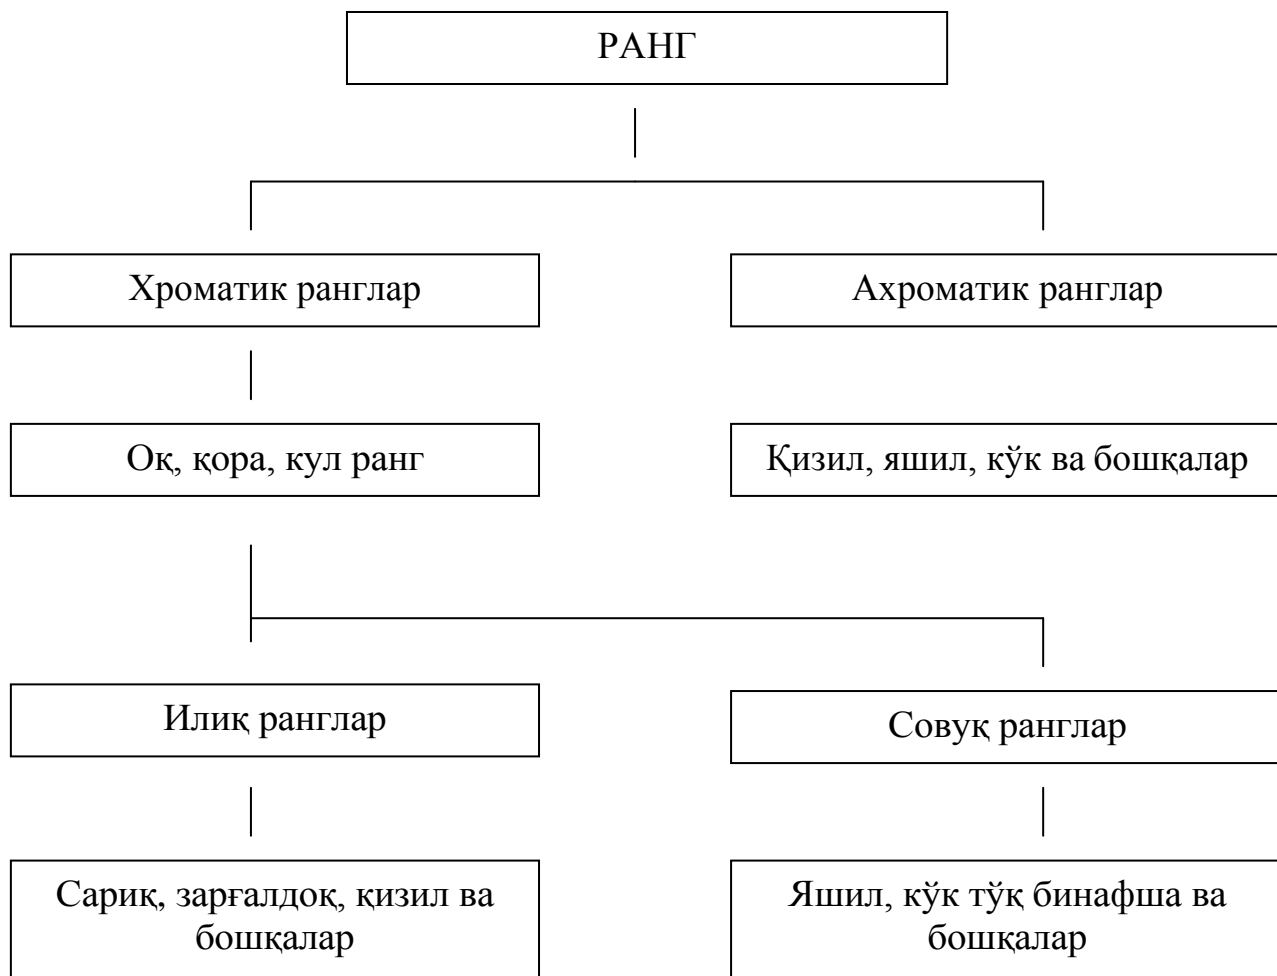 РАНГ
Хроматик ранглар
Ахроматик ранглар
Оқ, қора, кул ранг
Қизил, яшил, кўк ва бошқалар
Илиқ ранглар
Совуқ ранглар
Сариқ, зарғалдоқ, қизил ва
бошқалар
Яшил, кўк тўқ бинафша ва
бошқалар